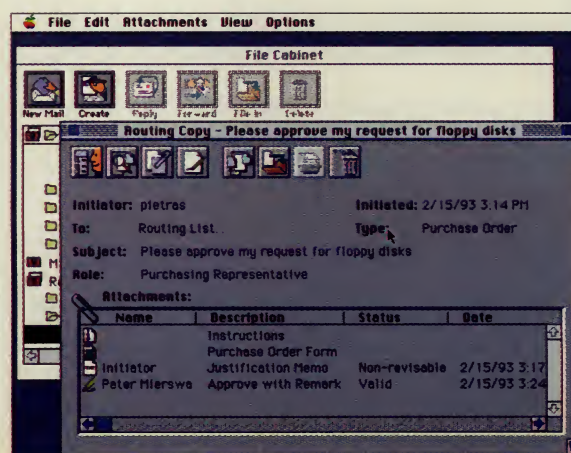 File Edit Attachments View Options
File Cabinet
New Mail Create Reply Forward File In Delete
Routing Copy - Please approve my request for floppy disks
Initiator: pietras Initiated: 2/15/93 3.14 PM
To: Routing List.. Type: Purchase Order
Subject: Please approve my request for floppy disks
Role: Purchasing Representative
Attachments:
Name Description Status Date
Instructions
Purchase Order Form
Initiator Justification Memo Non-revisable 2/15/93 3:17
Peter Mierswa Approve with Remark Valid 2/15/93 3:24
M
R